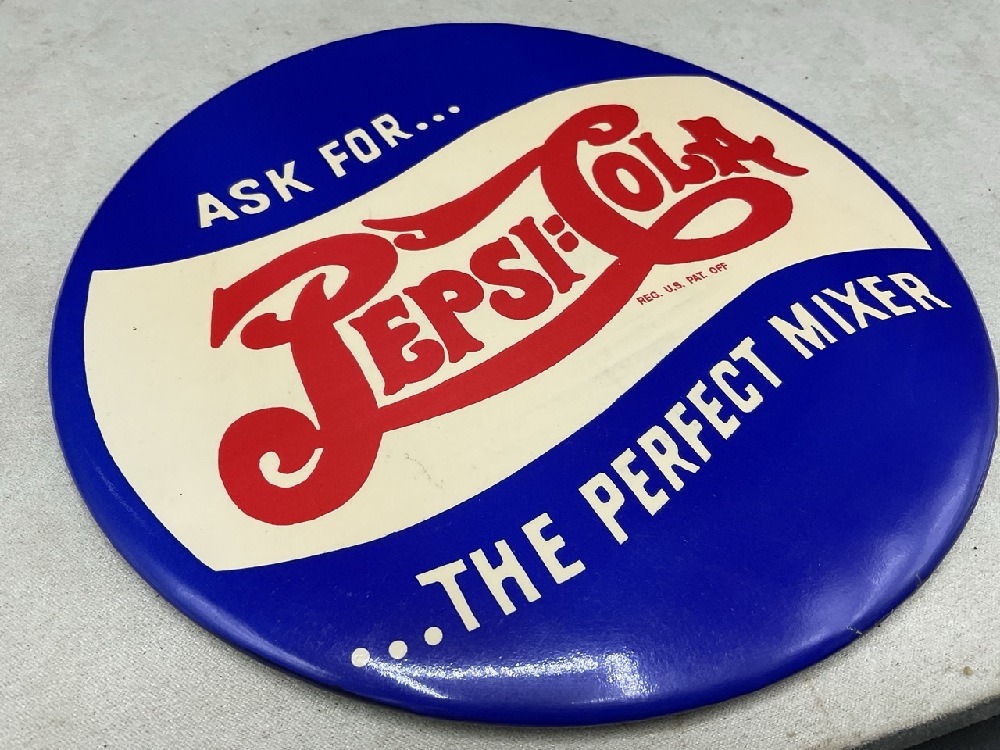 ASK FOR...
PEPSI:COLA
REG. U.S. PAT. OFF
...THE PERFECT MIXER